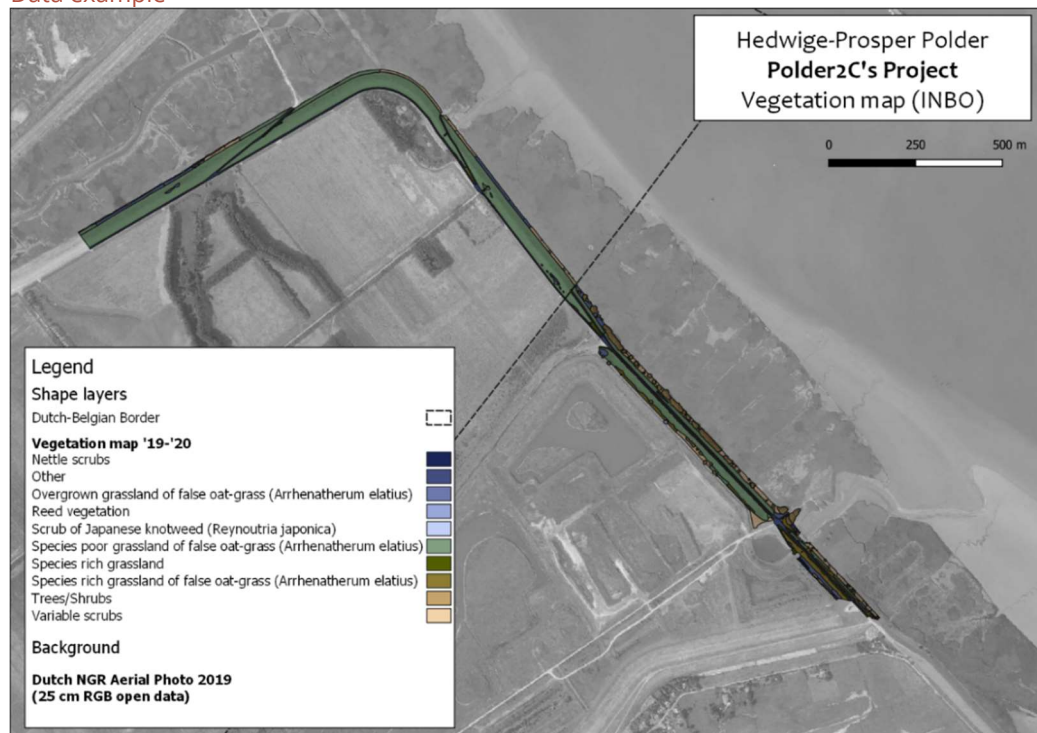 Data example
Hedwige-Prosper Polder
Polder2C's Project
Vegetation map (INBO)
0 250 500 m
Legend
Shape layers
Dutch-Belgian Border
Vegetation map '19-'20
Nettle scrubs
Other
Overgrown grassland of false oat-grass (Arrhenatherum elatius)
Reed vegetation
Scrub of Japanese knotweed (Reynoutria japonica)
Species poor grassland of false oat-grass (Arrhenatherum elatius)
Species rich grassland
Species rich grassland of false oat-grass (Arrhenatherum elatius)
Trees/Shrubs
Variable scrubs
Background
Dutch NGR Aerial Photo 2019
(25 cm RGB open data)